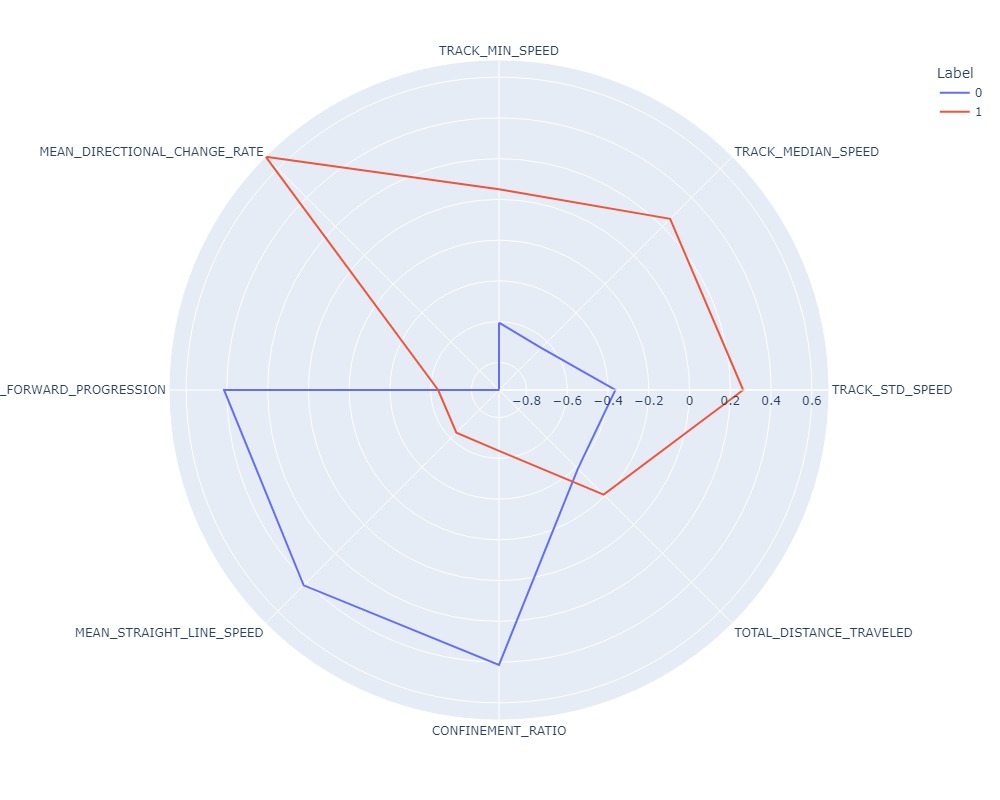 TRACK_MIN_SPEED
Label
0
1
MEAN_DIRECTIONAL_CHANGE_RATE
TRACK_MEDIAN_SPEED
_FORWARD_PROGRESSION
−0.8 −0.6 −0.4 −0.2 0 0.2 0.4 0.6
TRACK_STD_SPEED
MEAN_STRAIGHT_LINE_SPEED
TOTAL_DISTANCE_TRAVELED
CONFINEMENT_RATIO